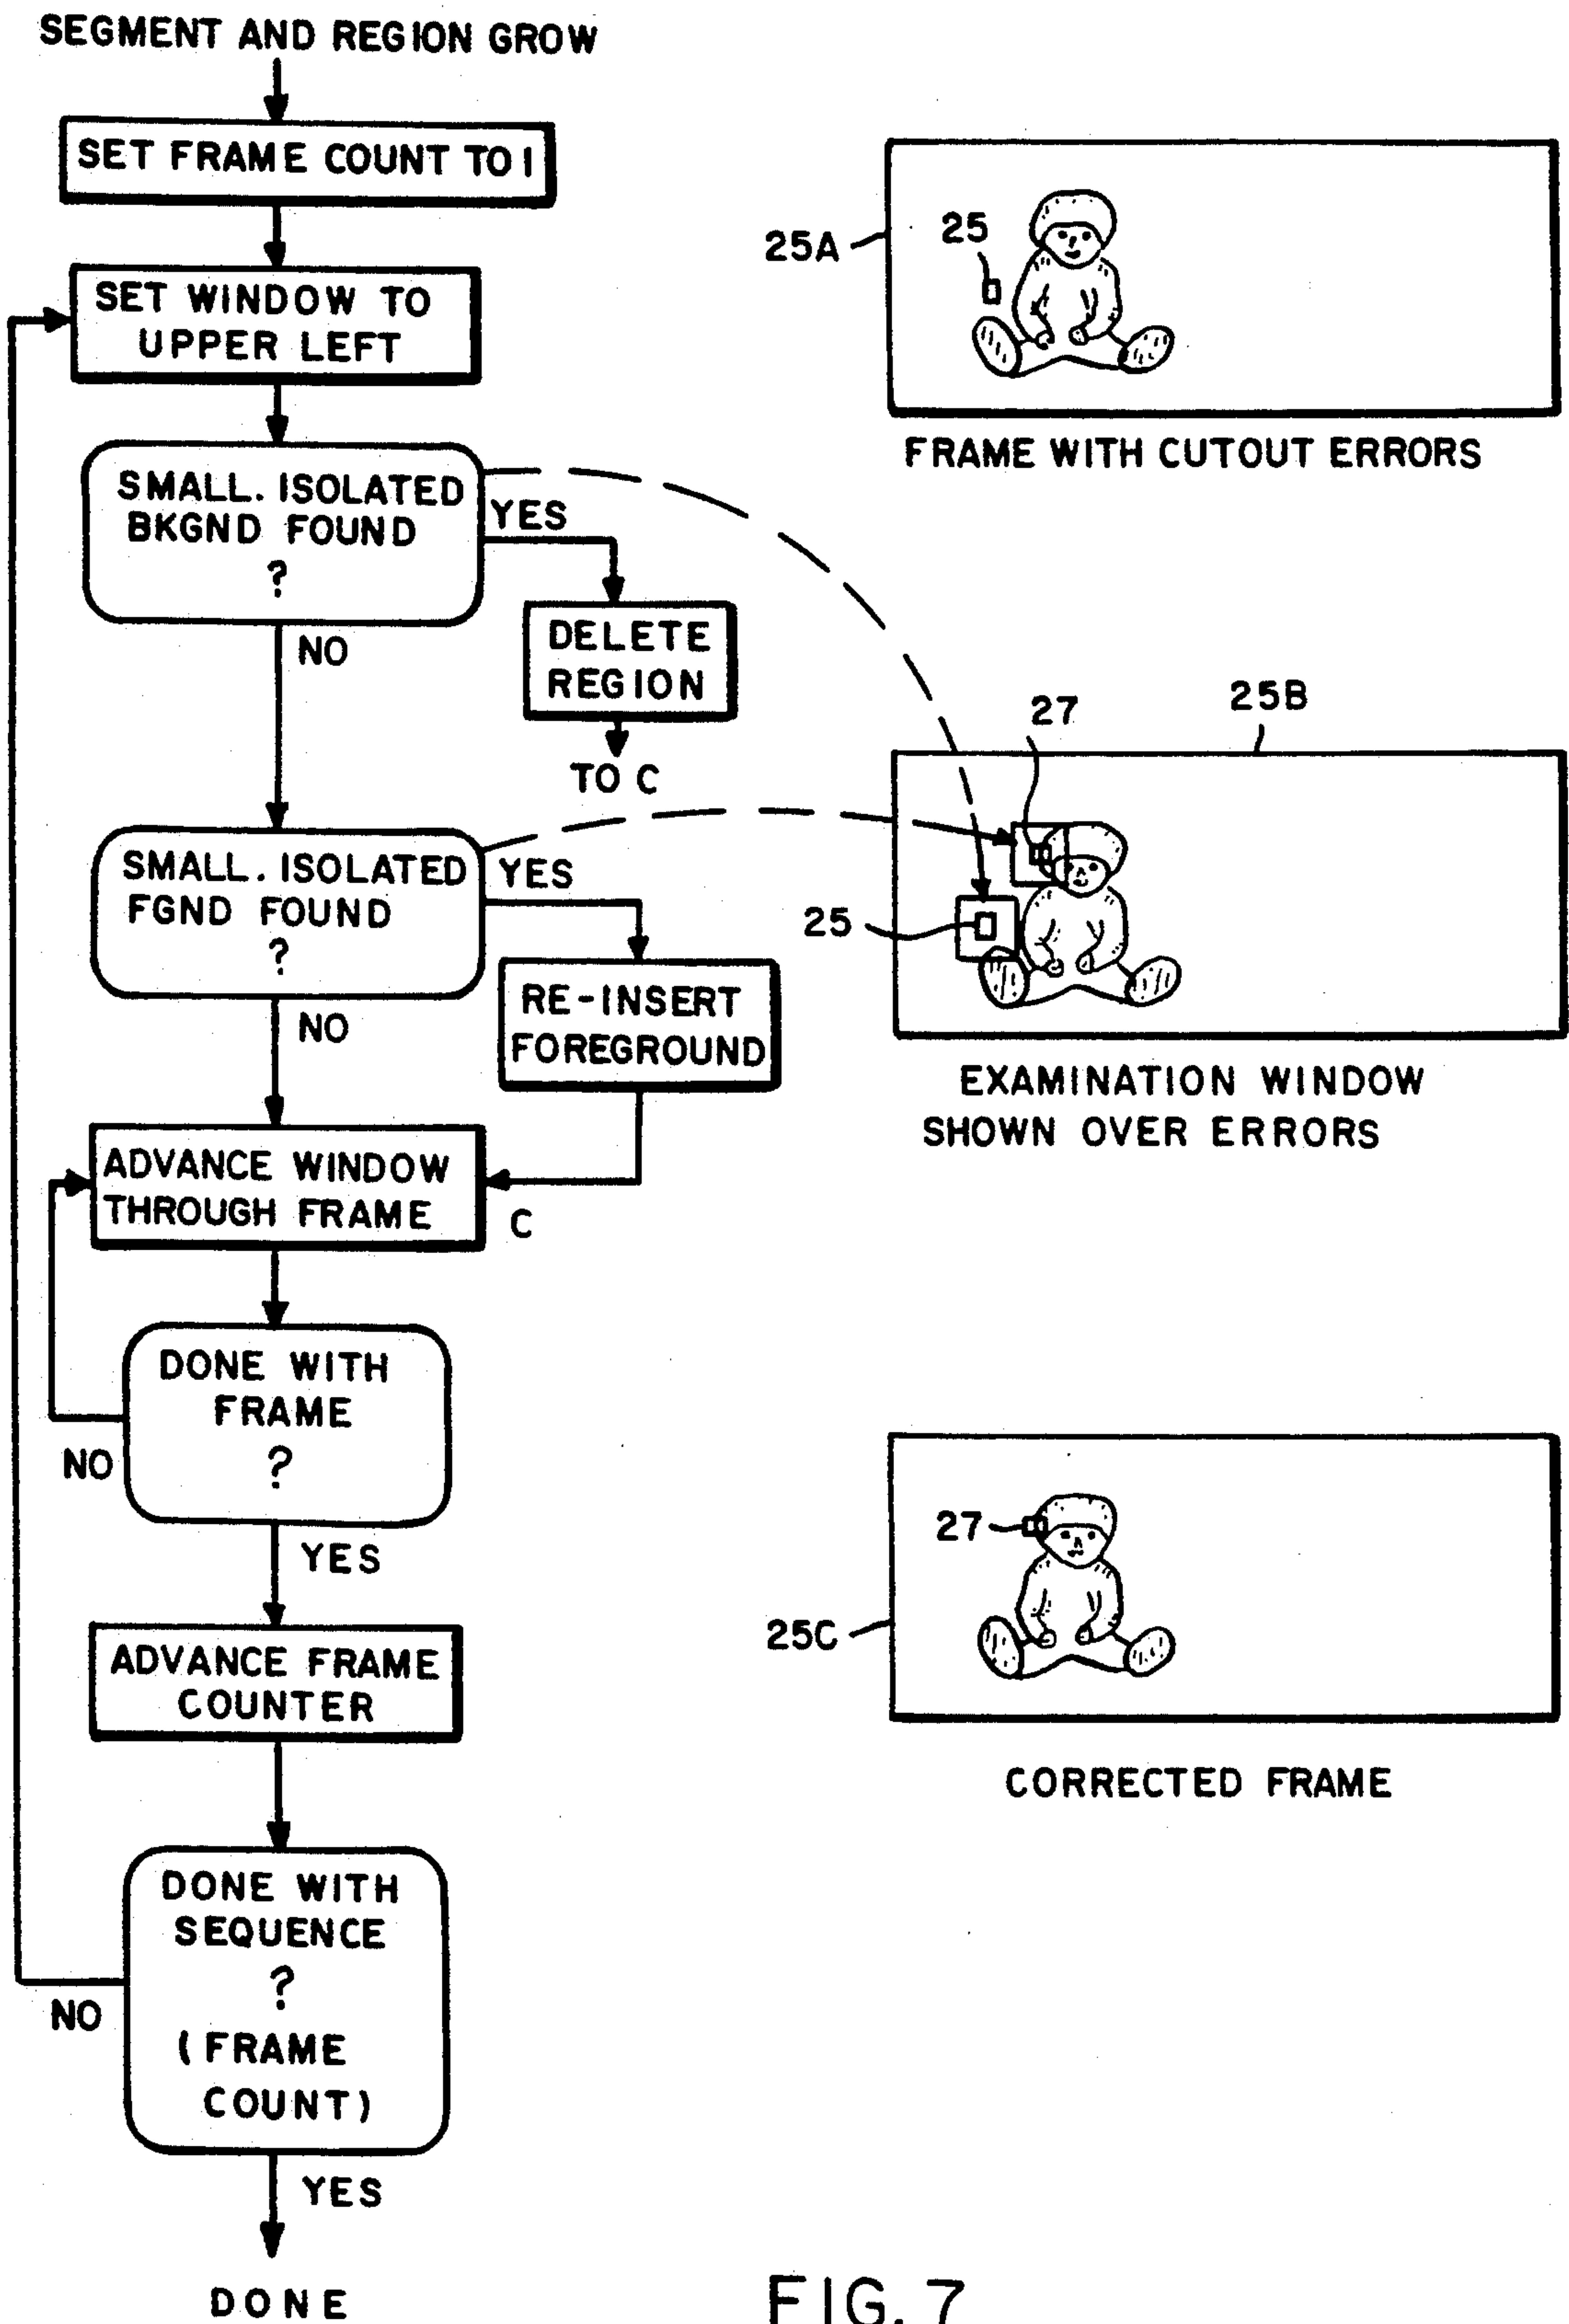 SEGMENT AND REGION GROW
SET FRAME COUNT TO 1
SET WINDOW TO
UPPER LEFT
SMALL. ISOLATED
BKGND FOUND
?
YES
NO
DELETE
REGION
TO C
SMALL. ISOLATED
FGND FOUND
?
YES
NO
RE-INSERT
FOREGROUND
ADVANCE WINDOW
THROUGH FRAME
C
DONE WITH
FRAME
?
NO
YES
ADVANCE FRAME
COUNTER
DONE WITH
SEQUENCE
?
(FRAME
COUNT)
NO
YES
DONE
25A
25
FRAME WITH CUTOUT ERRORS
27
25B
25
EXAMINATION WINDOW
SHOWN OVER ERRORS
27
25C
CORRECTED FRAME
FIG. 7